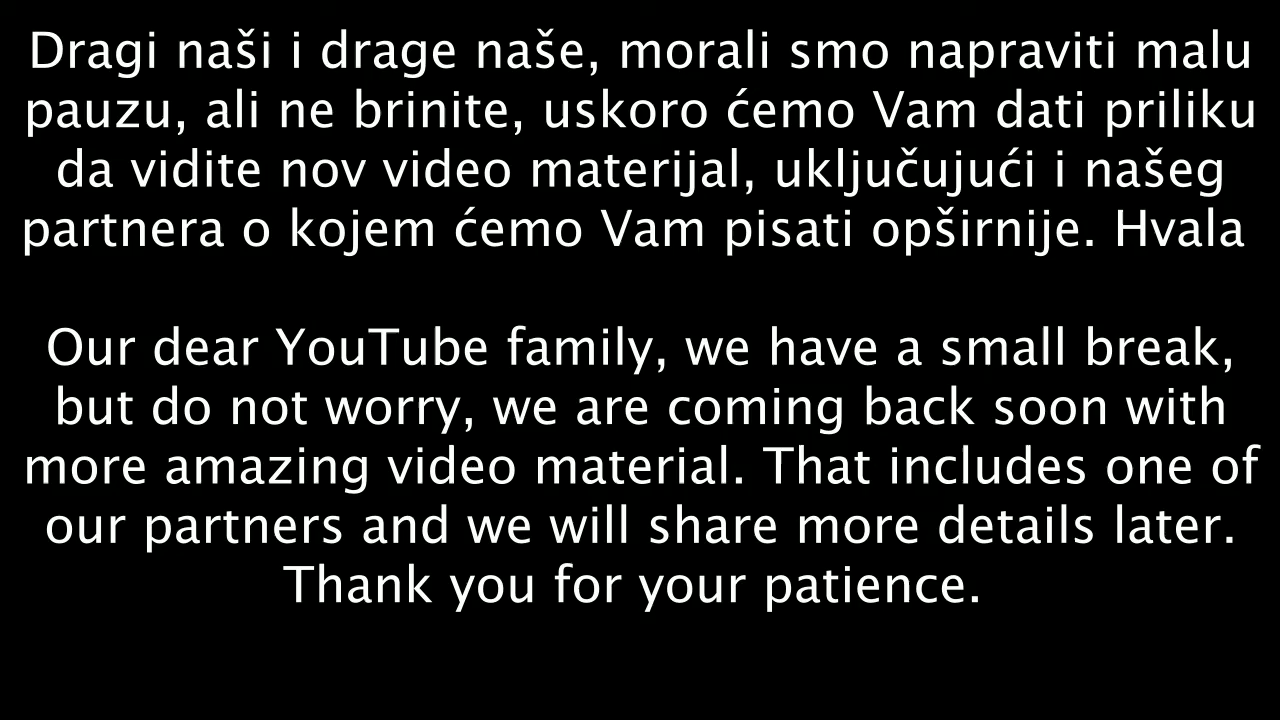 Dragi naši i drage naše, morali smo napraviti malu
pauzu, ali ne brinite, uskoro ćemo Vam dati priliku
da vidite nov video materijal, uključujući i našeg
partnera o kojem ćemo Vam pisati opširnije. Hvala
Our dear YouTube family, we have a small break,
but do not worry, we are coming back soon with
more amazing video material. That includes one of
our partners and we will share more details later.
Thank you for your patience.